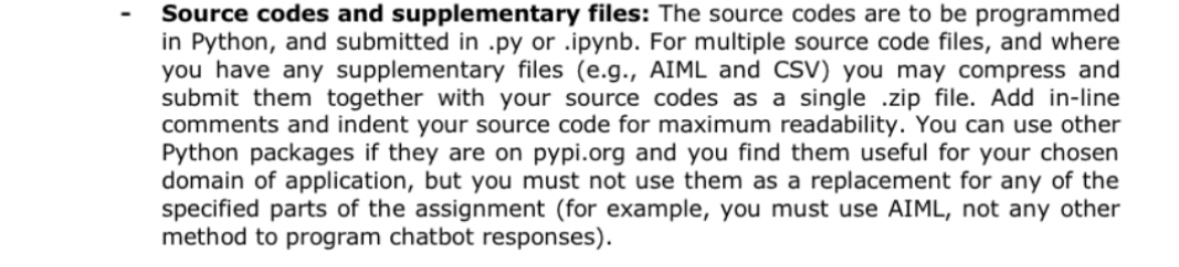 - Source codes and supplementary files: The source codes are to be programmed
in Python, and submitted in .py or .ipynb. For multiple source code files, and where
you have any supplementary files (e.g., AIML and CSV) you may compress and
submit them together with your source codes as a single .zip file. Add in-line
comments and indent your source code for maximum readability. You can use other
Python packages if they are on pypi.org and you find them useful for your chosen
domain of application, but you must not use them as a replacement for any of the
specified parts of the assignment (for example, you must use AIML, not any other
method to program chatbot responses).